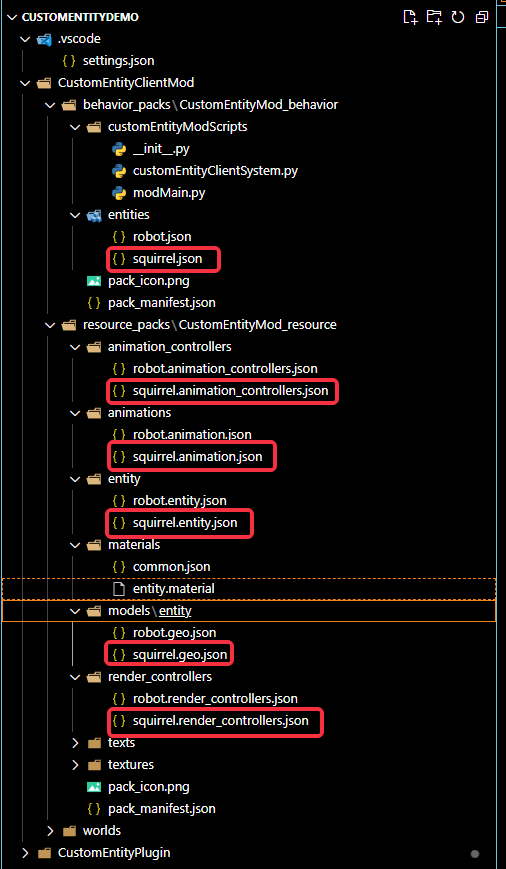 CUSTOMENTITYDEMO
.vscode
{ } settings.json
CustomEntityClientMod
behavior_packs\CustomEntityMod_behavior
customEntityModScripts
__init__.py
customEntityClientSystem.py
modMain.py
entities
{ } robot.json
{ } squirrel.json
pack_icon.png
{ } pack_manifest.json
resource_packs\CustomEntityMod_resource
animation_controllers
{ } robot.animation_controllers.json
{ } squirrel.animation_controllers.json
animations
{ } robot.animation.json
{ } squirrel.animation.json
entity
{ } robot.entity.json
{ } squirrel.entity.json
materials
{ } common.json
entity.material
models\entity
{ } robot.geo.json
{ } squirrel.geo.json
render_controllers
{ } robot.render_controllers.json
{ } squirrel.render_controllers.json
texts
textures
pack_icon.png
{ } pack_manifest.json
worlds
CustomEntityPlugin